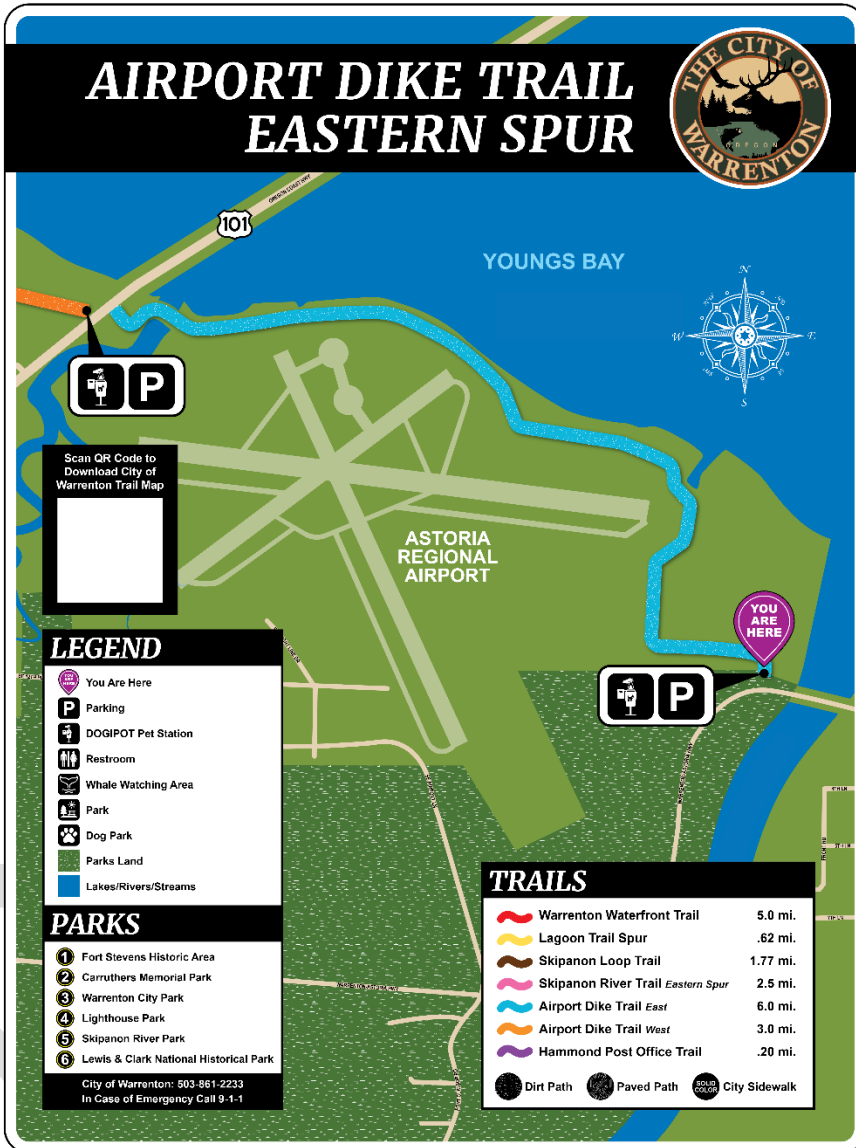 AIRPORT DIKE TRAIL
EASTERN SPUR
THE CITY OF
WARRENTON
OREGON
OREGON COAST HWY
101
YOUNGS BAY
N
W
E
S
P
Scan QR Code to
Download City of
Warrenton Trail Map
ASTORIA
REGIONAL
AIRPORT
YOU
ARE
HERE
P
LEGEND
YOU
ARE
HERE
You Are Here
P
Parking
DOGIPOT Pet Station
Restroom
Whale Watching Area
Park
Dog Park
Parks Land
Lakes/Rivers/Streams
PARKS
1 Fort Stevens Historic Area
2 Carruthers Memorial Park
3 Warrenton City Park
4 Lighthouse Park
5 Skipanon River Park
6 Lewis & Clark National Historical Park
City of Warrenton: 503-861-2233
In Case of Emergency Call 9-1-1
TRAILS
Warrenton Waterfront Trail 5.0 mi.
Lagoon Trail Spur .62 mi.
Skipanon Loop Trail 1.77 mi.
Skipanon River Trail Eastern Spur 2.5 mi.
Airport Dike Trail East 6.0 mi.
Airport Dike Trail West 3.0 mi.
Hammond Post Office Trail .20 mi.
Dirt Path
Paved Path
SOLID
COLOR
City Sidewalk